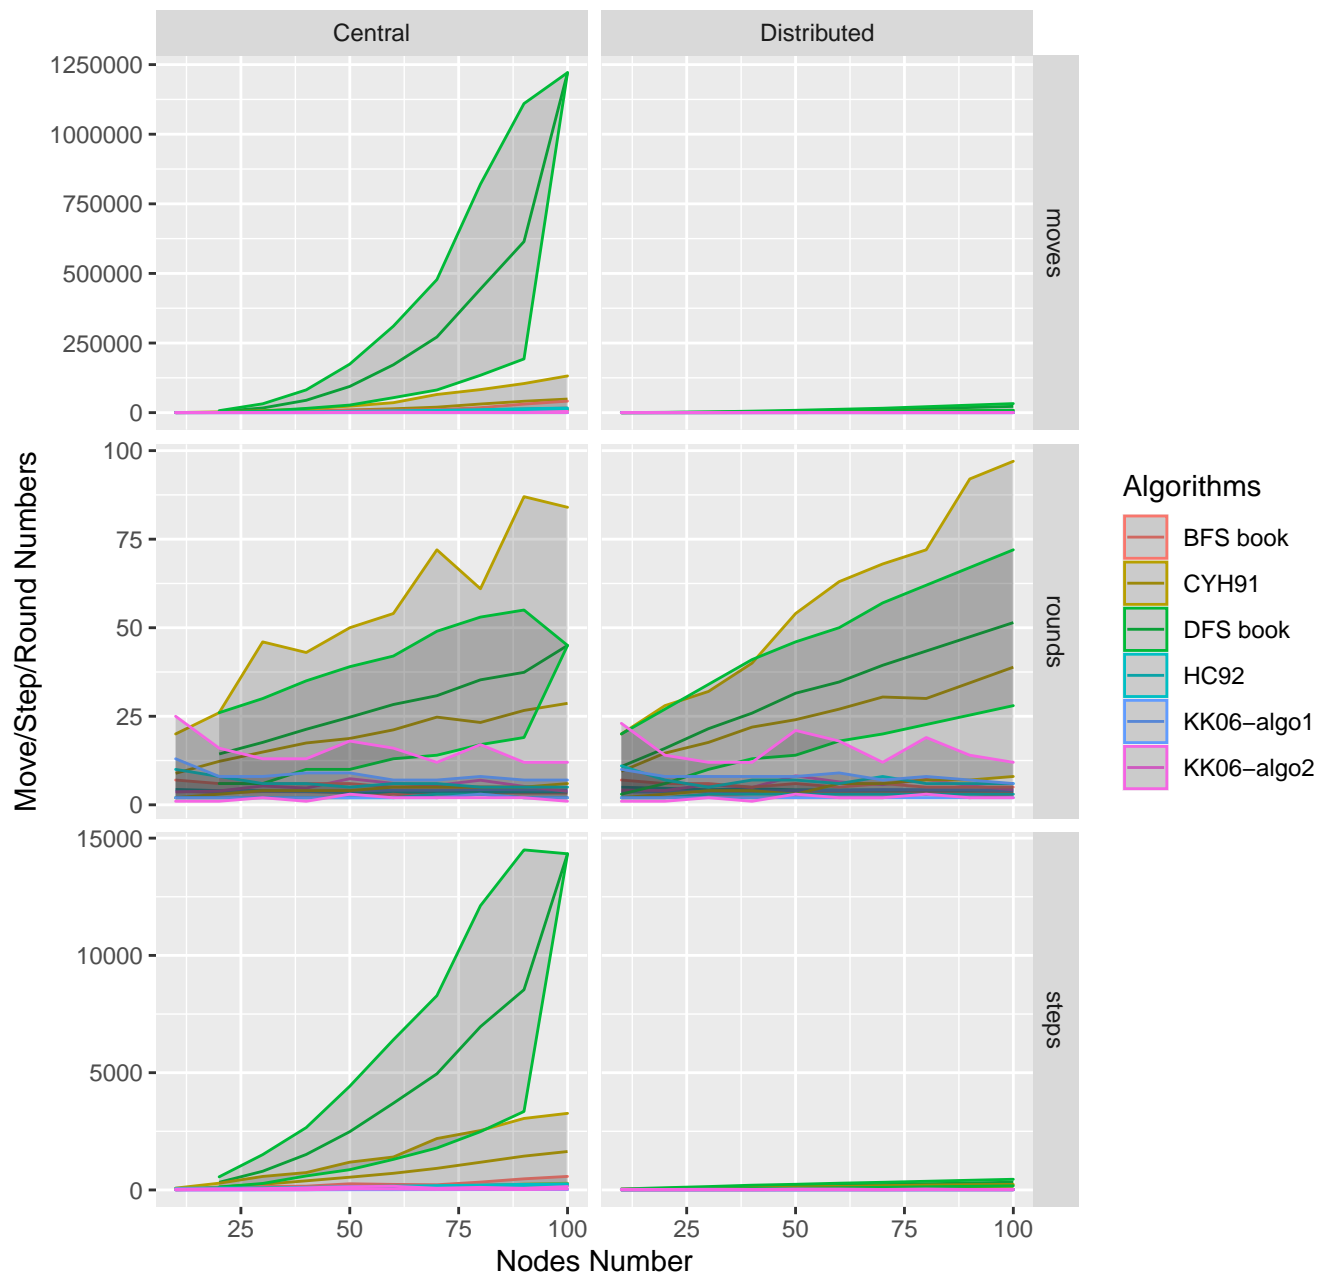 Central
Distributed
1250000
1000000
750000
500000
250000
0
moves
100
75
50
25
0
rounds
15000
10000
5000
0
steps
25
50
75
100
25
50
75
100
Nodes Number
Move/Step/Round Numbers
Algorithms
BFS book
CYH91
DFS book
HC92
KK06−algo1
KK06−algo2